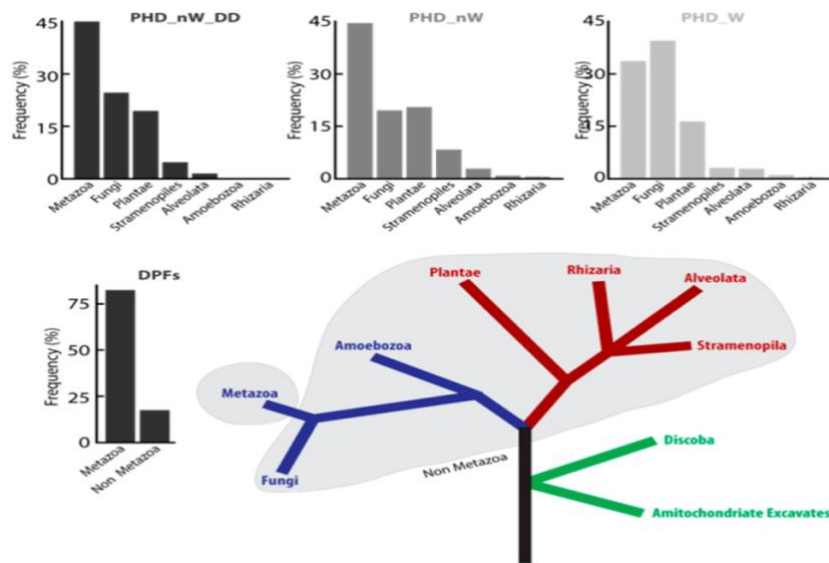 PHD_nW_DD
PHD_nW
PHD_W
Frequency (%)
45
30
15
0
Metazoa
Fungi
Plantae
Stramenopiles
Alveolata
Amoebozoa
Rhizaria
Frequency (%)
45
30
15
0
Metazoa
Fungi
Plantae
Stramenopiles
Alveolata
Amoebozoa
Rhizaria
Frequency (%)
45
30
15
0
Metazoa
Fungi
Plantae
Stramenopiles
Alveolata
Amoebozoa
Rhizaria
DPFs
Frequency (%)
75
50
25
0
Metazoa
Non Metazoa
Plantae
Rhizaria
Alveolata
Amoebozoa
Stramenopila
Metazoa
Fungi
Non Metazoa
Discoba
Amitochondriate Excavates